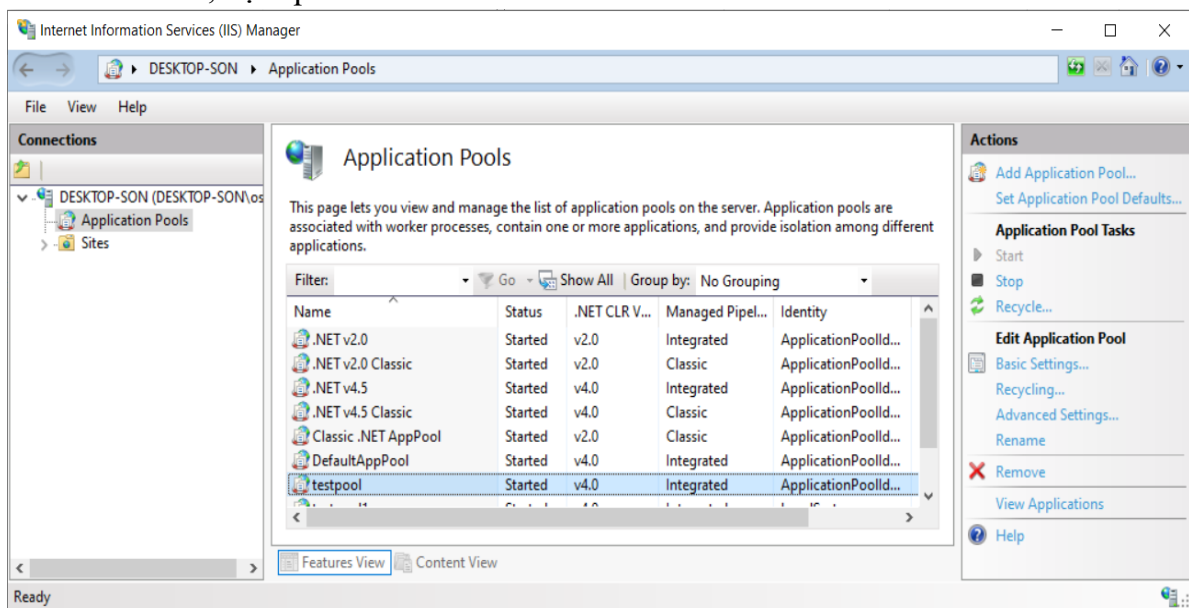 Internet Information Services (IIS) Manager
DESKTOP-SON Application Pools
File View Help
Connections
DESKTOP-SON (DESKTOP-SON\os
Application Pools
Sites
Application Pools
This page lets you view and manage the list of application pools on the server. Application pools are
associated with worker processes, contain one or more applications, and provide isolation among different
applications.
Filter: Go Show All Group by: No Grouping
Name Status .NET CLR V... Managed Pipel... Identity
.NET v2.0 Started v2.0 Integrated ApplicationPoolId...
.NET v2.0 Classic Started v2.0 Classic ApplicationPoolId...
.NET v4.5 Started v4.0 Integrated ApplicationPoolId...
.NET v4.5 Classic Started v4.0 Classic ApplicationPoolId...
Classic .NET AppPool Started v2.0 Classic ApplicationPoolId...
DefaultAppPool Started v4.0 Integrated ApplicationPoolId...
testpool Started v4.0 Integrated ApplicationPoolId...
Features View Content View
Actions
Add Application Pool...
Set Application Pool Defaults...
Application Pool Tasks
Start
Stop
Recycle...
Edit Application Pool
Basic Settings...
Recycling...
Advanced Settings...
Rename
Remove
View Applications
Help
Ready